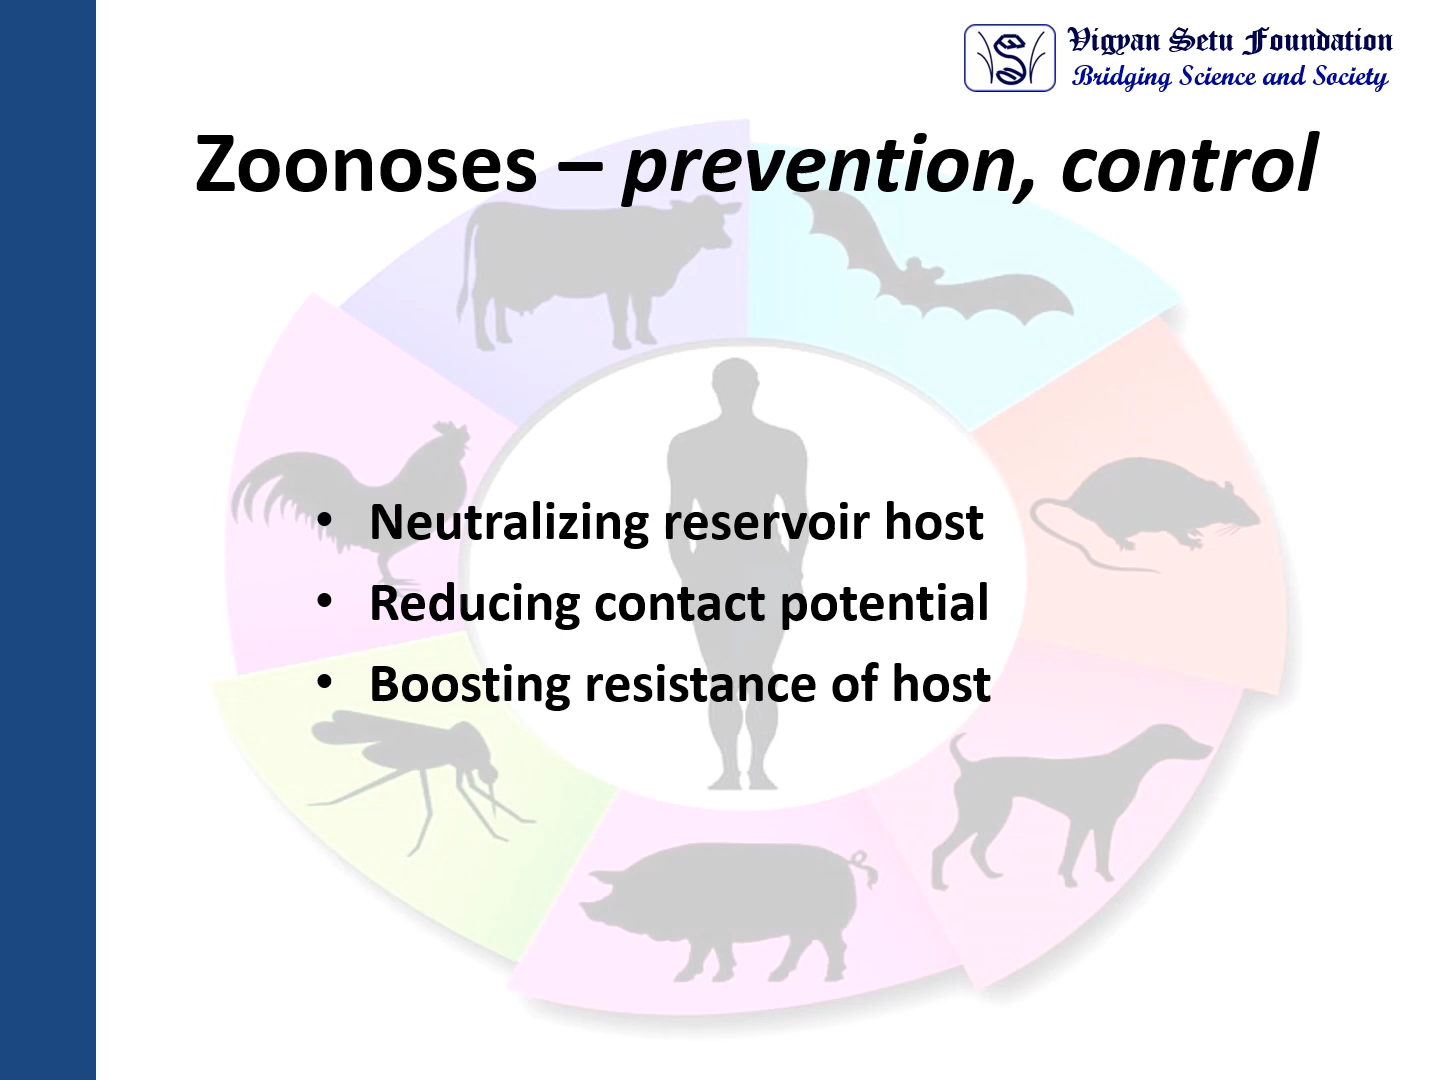 Vigyan Setu Foundation
Bridging Science and Society
Zoonoses – prevention, control
• Neutralizing reservoir host
• Reducing contact potential
• Boosting resistance of host